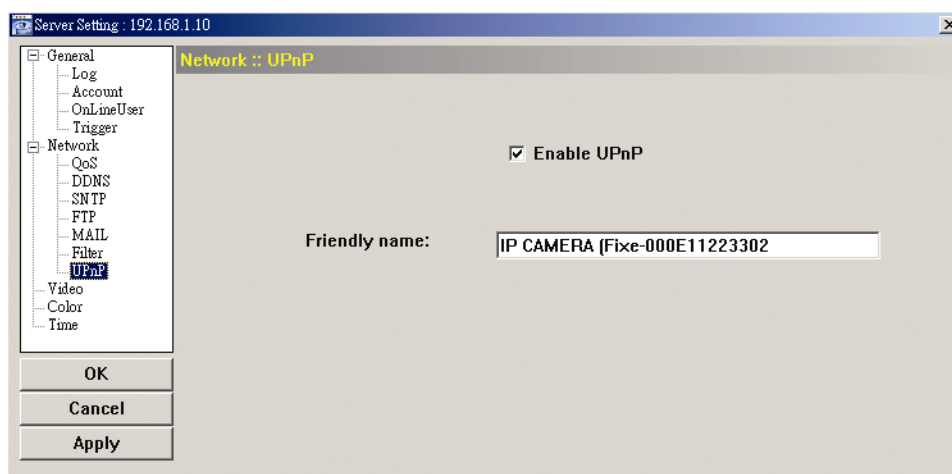 Server Setting : 192.168.1.10
General
Log
Account
OnLineUser
Trigger
Network
QoS
DDNS
SNTP
FTP
MAIL
Filter
UPnP
Video
Color
Time
OK
Cancel
Apply
Network :: UPnP
Enable UPnP
Friendly name:
IP CAMERA (Fixe-000E11223302